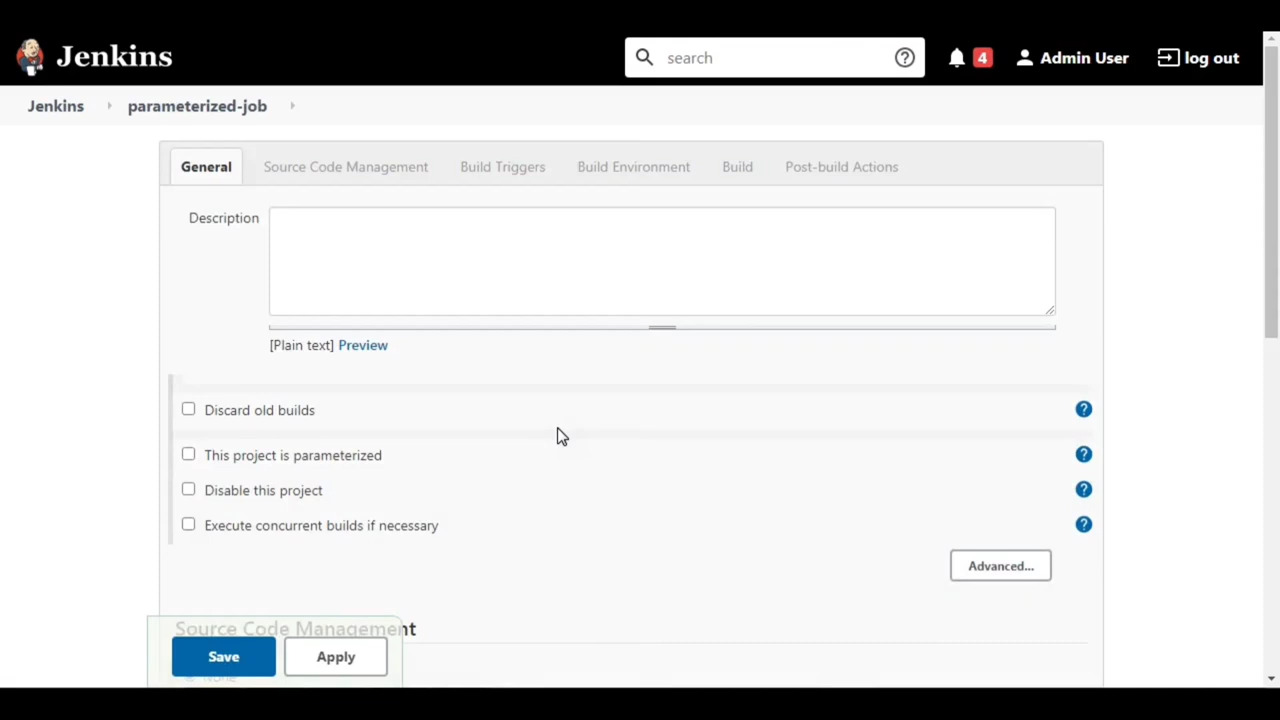 Jenkins
search
4
Admin User
log out
Jenkins
parameterized-job
General
Source Code Management
Build Triggers
Build Environment
Build
Post-build Actions
Description
[Plain text] Preview
Discard old builds
?
This project is parameterized
?
Disable this project
?
Execute concurrent builds if necessary
?
Advanced...
Source Code Management
Save
Apply
None